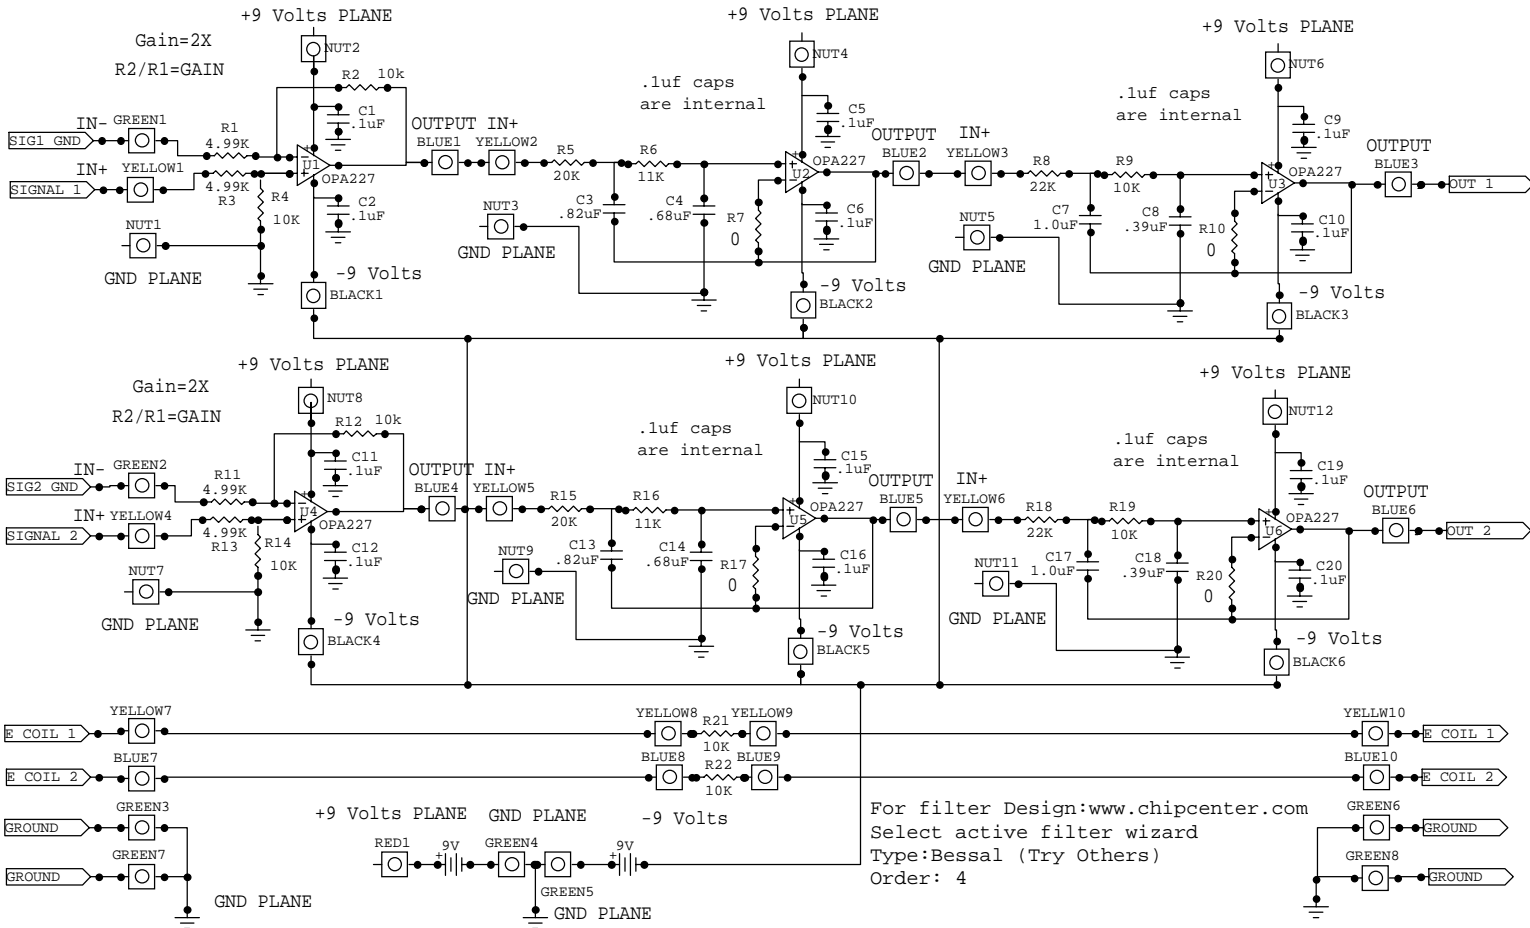 +9 Volts PLANE
+9 Volts PLANE
+9 Volts PLANE
Gain=2X
R2/R1=GAIN
NUT2
NUT4
NUT6
R2 10k
.1uf caps
are internal
.1uf caps
are internal
C1
.1uF
C5
.1uF
C9
.1uF
IN- GREEN1
SIG1 GND
R1
4.99K
OUTPUT IN+
BLUE1 YELLOW2
OUTPUT
BLUE2
IN+
YELLOW3
OUTPUT
BLUE3
IN+ YELLOW1
SIGNAL 1
4.99K
R3
U1
OPA227
R5
20K
R6
11K
U2
OPA227
R8
22K
R9
10K
U3
OPA227
OUT 1
R4
10K
C2
.1uF
C3
.82uF
C4
.68uF
R7
0
C6
.1uF
C7
1.0uF
C8
.39uF
R10
0
C10
.1uF
NUT1
GND PLANE
NUT3
GND PLANE
NUT5
GND PLANE
-9 Volts
BLACK1
-9 Volts
BLACK2
-9 Volts
BLACK3
+9 Volts PLANE
+9 Volts PLANE
+9 Volts PLANE
Gain=2X
R2/R1=GAIN
NUT8
NUT10
NUT12
R12 10k
.1uf caps
are internal
.1uf caps
are internal
C11
.1uF
C15
.1uF
C19
.1uF
IN- GREEN2
SIG2 GND
R11
4.99K
OUTPUT IN+
BLUE4 YELLOW5
OUTPUT
BLUE5
IN+
YELLOW6
OUTPUT
BLUE6
IN+ YELLOW4
SIGNAL 2
4.99K
R13
U4
OPA227
R15
20K
R16
11K
U5
OPA227
R18
22K
R19
10K
U6
OPA227
OUT 2
R14
10K
C12
.1uF
C13
.82uF
C14
.68uF
R17
0
C16
.1uF
C17
1.0uF
C18
.39uF
R20
0
C20
.1uF
NUT7
GND PLANE
NUT9
GND PLANE
NUT11
GND PLANE
-9 Volts
BLACK4
-9 Volts
BLACK5
-9 Volts
BLACK6
E COIL 1
YELLOW7
YELLOW8
R21
10K
YELLOW9
YELLW10
E COIL 1
E COIL 2
BLUE7
BLUE8
R22
10K
BLUE9
BLUE10
E COIL 2
GROUND
GREEN3
GREEN6
GROUND
GROUND
GREEN7
GREEN8
GROUND
GND PLANE
+9 Volts PLANE
GND PLANE
-9 Volts
RED1
+
9V
GREEN4
GREEN5
+
9V
GND PLANE
For filter Design:www.chipcenter.com
Select active filter wizard
Type:Bessal (Try Others)
Order: 4